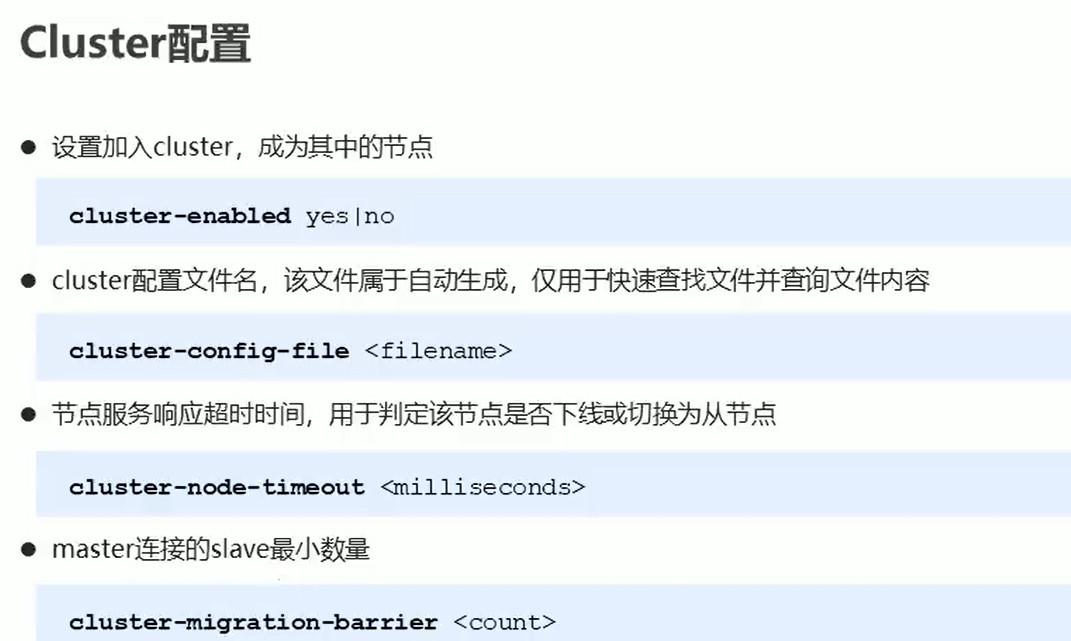 Cluster配置
● 设置加入cluster，成为其中的节点
cluster-enabled yes|no
● cluster配置文件名，该文件属于自动生成，仅用于快速查找文件并查询文件内容
cluster-config-file <filename>
● 节点服务响应超时时间，用于判定该节点是否下线或切换为从节点
cluster-node-timeout <milliseconds>
● master连接的slave最小数量
cluster-migration-barrier <count>